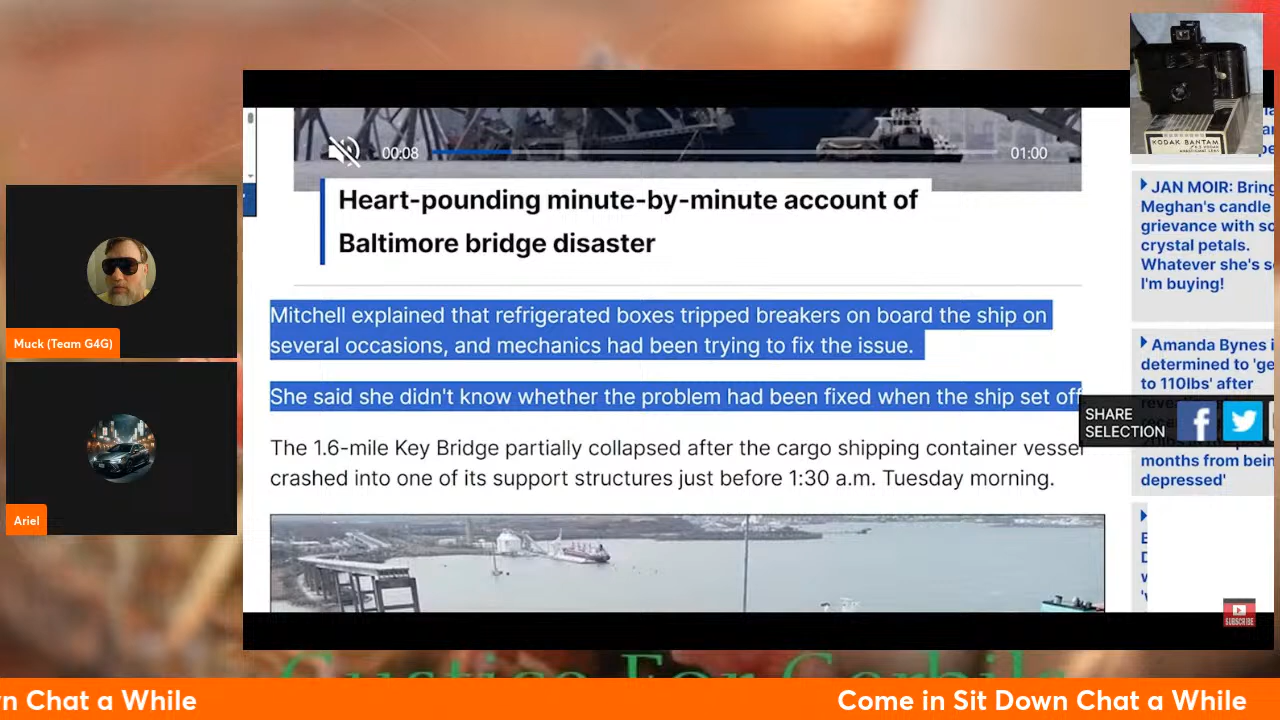 KODAK BANTAM
00:08
01:00
Heart-pounding minute-by-minute account of
Baltimore bridge disaster
Mitchell explained that refrigerated boxes tripped breakers on board the ship on
several occasions, and mechanics had been trying to fix the issue.
She said she didn't know whether the problem had been fixed when the ship set off
The 1.6-mile Key Bridge partially collapsed after the cargo shipping container vessel
crashed into one of its support structures just before 1:30 a.m. Tuesday morning.
JAN MOIR: Bring
Meghan's candle
grievance with so
crystal petals.
Whatever she's s
I'm buying!
Amanda Bynes i
determined to 'ge
to 110lbs' after
months from bein
depressed'
SHARE
SELECTION
Muck (Team G4G)
Ariel
SUBSCRIBE
n Chat a While
Come in Sit Down Chat a While